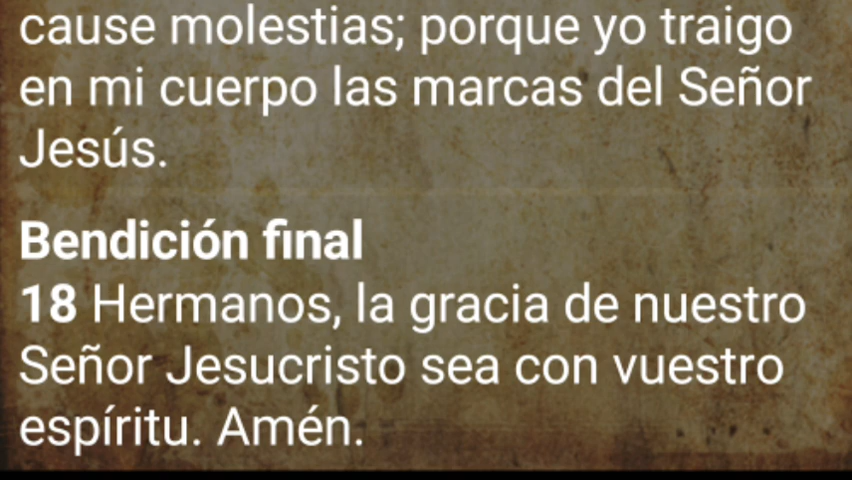 cause molestias; porque yo traigo
en mi cuerpo las marcas del Señor
Jesús.
Bendición final
18 Hermanos, la gracia de nuestro
Señor Jesucristo sea con vuestro
espíritu. Amén.